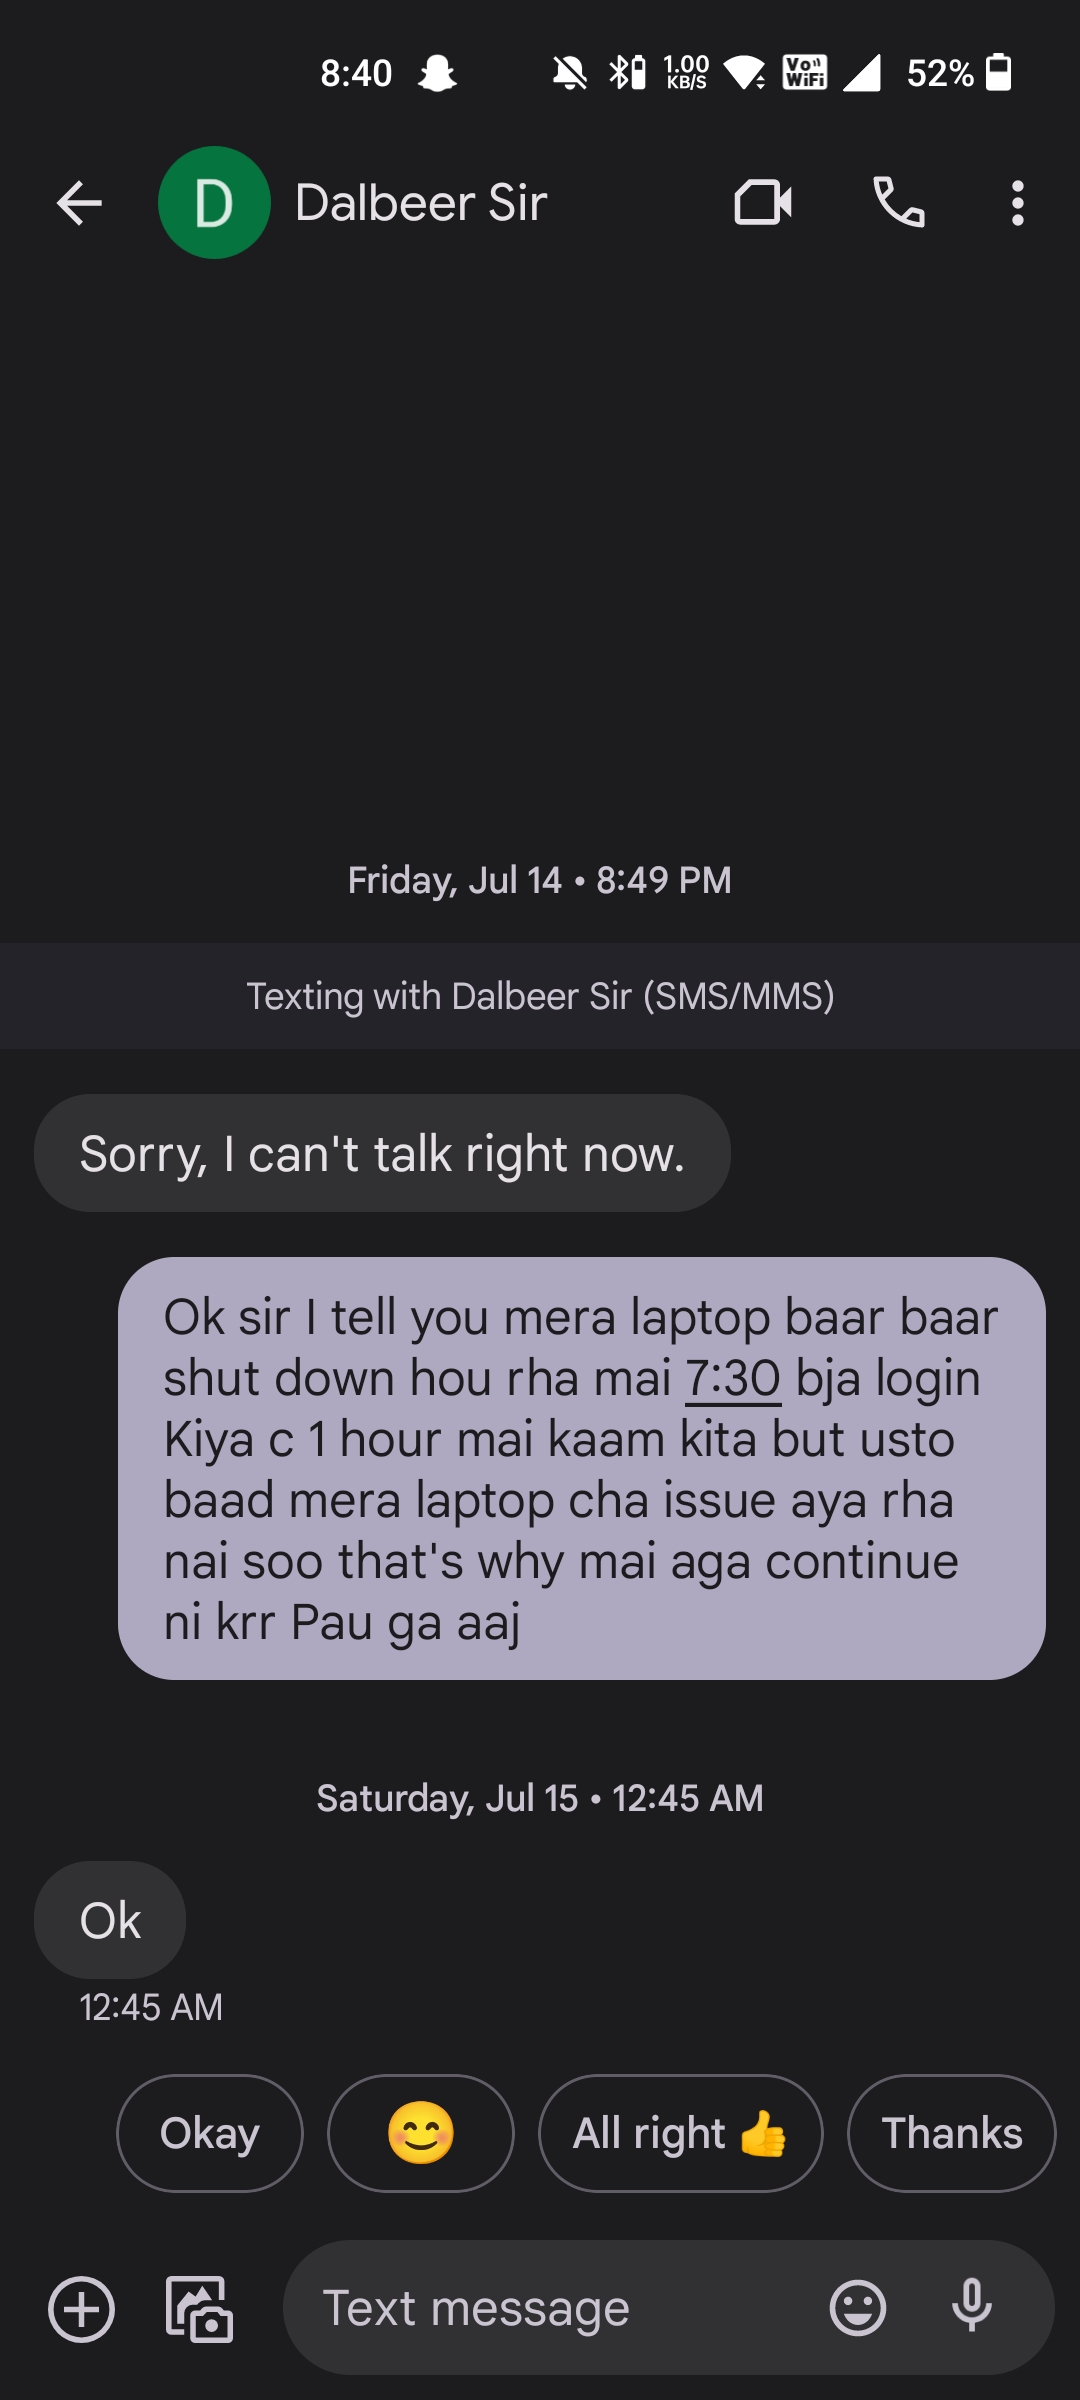 8:40 1.00 KB/S Vo WiFi 52%
D Dalbeer Sir
Friday, Jul 14 • 8:49 PM
Texting with Dalbeer Sir (SMS/MMS)
Sorry, I can't talk right now.
Ok sir I tell you mera laptop baar baar
shut down hou rha mai 7:30 bja login
Kiya c 1 hour mai kaam kita but usto
baad mera laptop cha issue aya rha
nai soo that's why mai aga continue
ni krr Pau ga aaj
Saturday, Jul 15 • 12:45 AM
Ok
12:45 AM
Okay 😊 All right 👍 Thanks
Text message